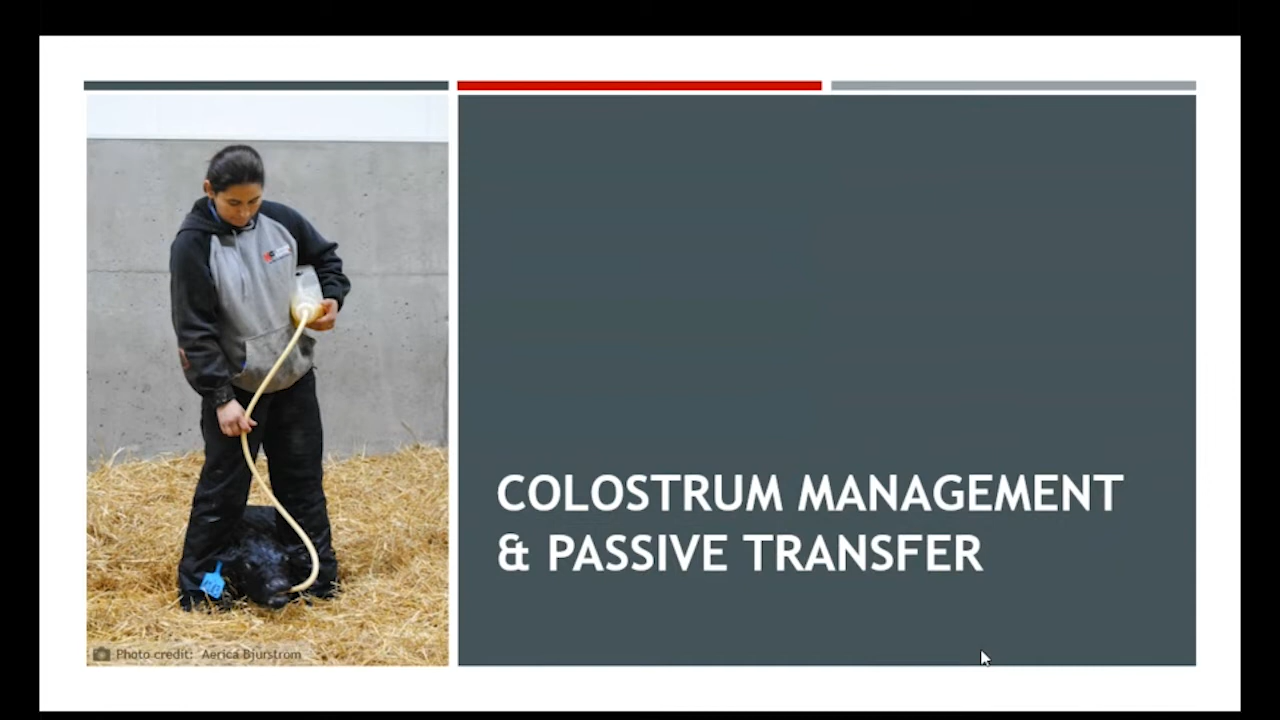 COLOSTRUM MANAGEMENT
& PASSIVE TRANSFER
Photo credit: Aerica Bjurstrom